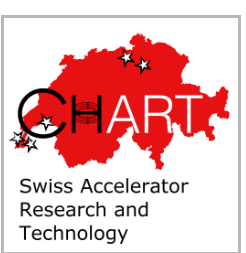 CHART
Swiss Accelerator
Research and
Technology